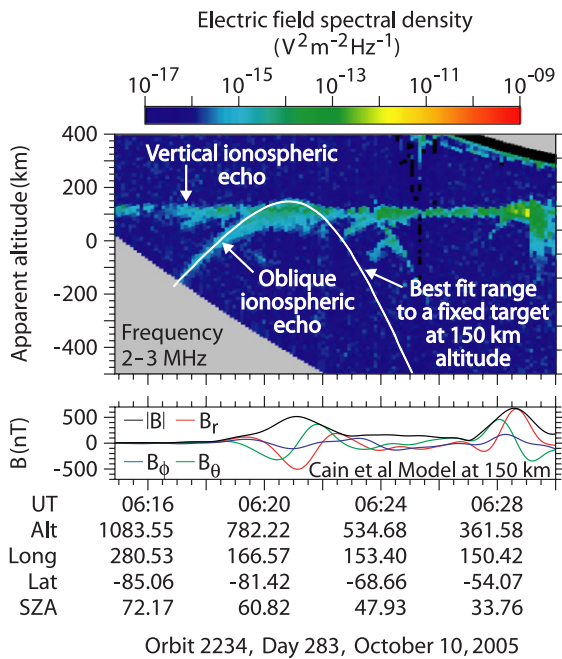 Electric field spectral density
(V²m⁻²Hz⁻¹)
10⁻¹⁷ 10⁻¹⁵ 10⁻¹³ 10⁻¹¹ 10⁻⁰⁹
Apparent altitude (km)
400
200
0
-200
-400
Vertical ionospheric
echo
Oblique
ionospheric
echo
Best fit range
to a fixed target
at 150 km
altitude
Frequency
2–3 MHz
B (nT)
500
0
-500
|B| Bᵣ
B_ϕ B_θ
Cain et al Model at 150 km
UT 06:16 06:20 06:24 06:28
Alt 1083.55 782.22 534.68 361.58
Long 280.53 166.57 153.40 150.42
Lat -85.06 -81.42 -68.66 -54.07
SZA 72.17 60.82 47.93 33.76
Orbit 2234, Day 283, October 10, 2005